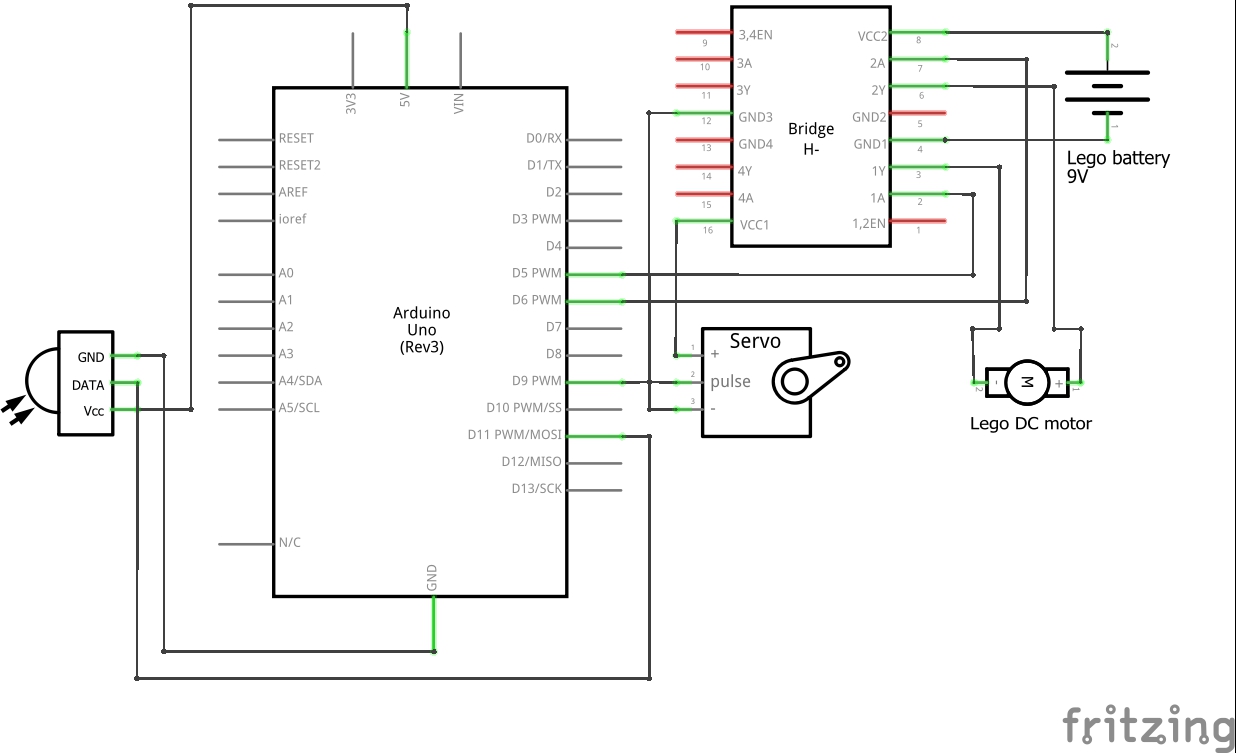 3V3
5V
VIN
RESET
RESET2
AREF
ioref
A0
A1
A2
A3
A4/SDA
A5/SCL
N/C
Arduino
Uno
(Rev3)
D0/RX
D1/TX
D2
D3 PWM
D4
D5 PWM
D6 PWM
D7
D8
D9 PWM
D10 PWM/SS
D11 PWM/MOSI
D12/MISO
D13/SCK
GND
GND
DATA
Vcc
3,4EN
9
3A
10
3Y
11
GND3
12
GND4
13
4Y
14
4A
15
VCC1
16
Bridge
H-
VCC2
8
2A
7
2Y
6
GND2
5
GND1
4
1Y
3
1A
2
1,2EN
1
2
1
Lego battery
9V
Servo
1
+
2
pulse
3
-
2
-
M
+
1
Lego DC motor
fritzing